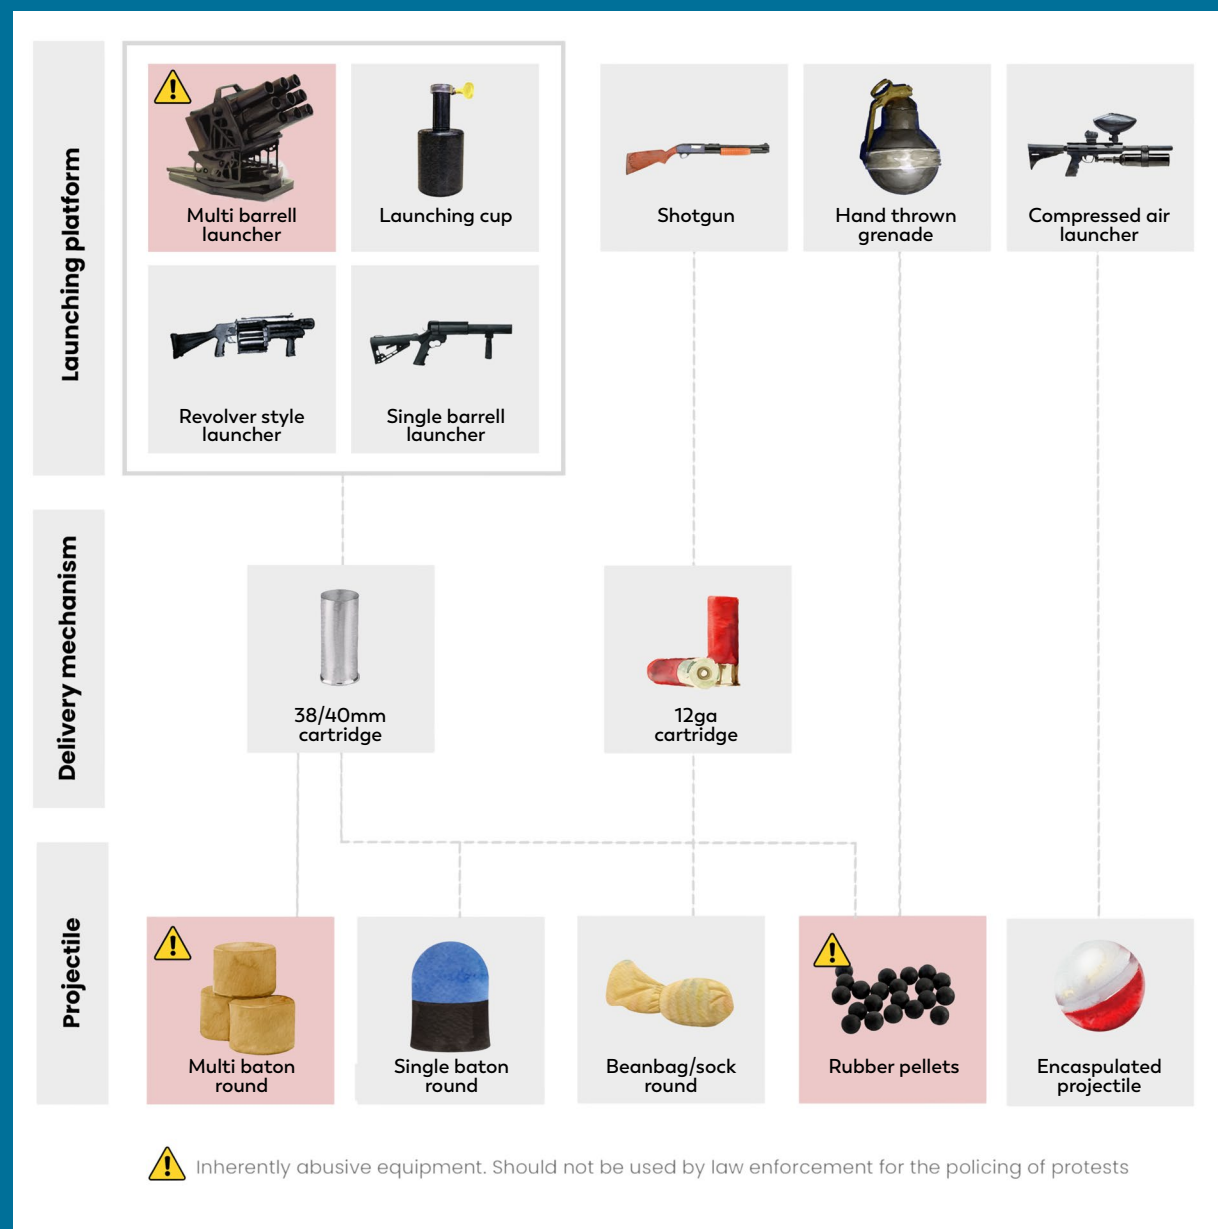 Launching platform
Multi barrell
launcher
Launching cup
Shotgun
Hand thrown
grenade
Compressed air
launcher
Revolver style
launcher
Single barrell
launcher
Delivery mechanism
38/40mm
cartridge
12ga
cartridge
Projectile
Multi baton
round
Single baton
round
Beanbag/sock
round
Rubber pellets
Encaspulated
projectile
Inherently abusive equipment. Should not be used by law enforcement for the policing of protests